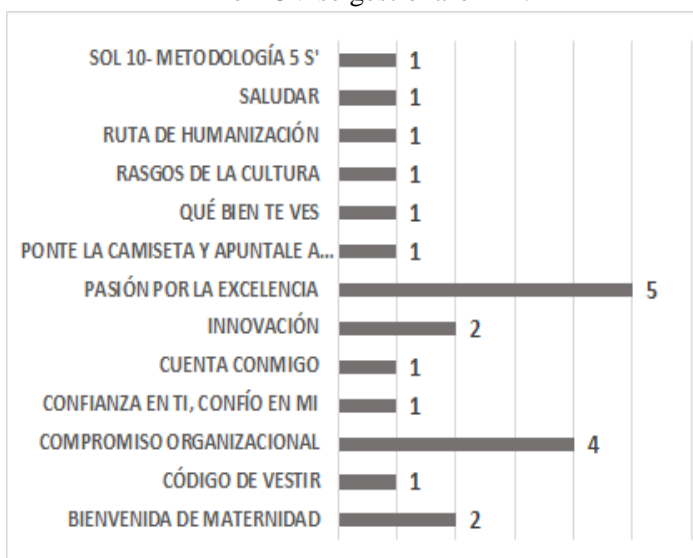 SOL 10- METODOLOGÍA 5 S' 1
SALUDAR 1
RUTA DE HUMANIZACIÓN 1
RASGOS DE LA CULTURA 1
QUÉ BIEN TE VES 1
PONTE LA CAMISETA Y APUNTALE A... 1
PASIÓN POR LA EXCELENCIA 5
INNOVACIÓN 2
CUENTA CONMIGO 1
CONFIANZA EN TI, CONFÍO EN MI 1
COMPROMISO ORGANIZACIONAL 4
CÓDIGO DE VESTIR 1
BIENVENIDA DE MATERNIDAD 2